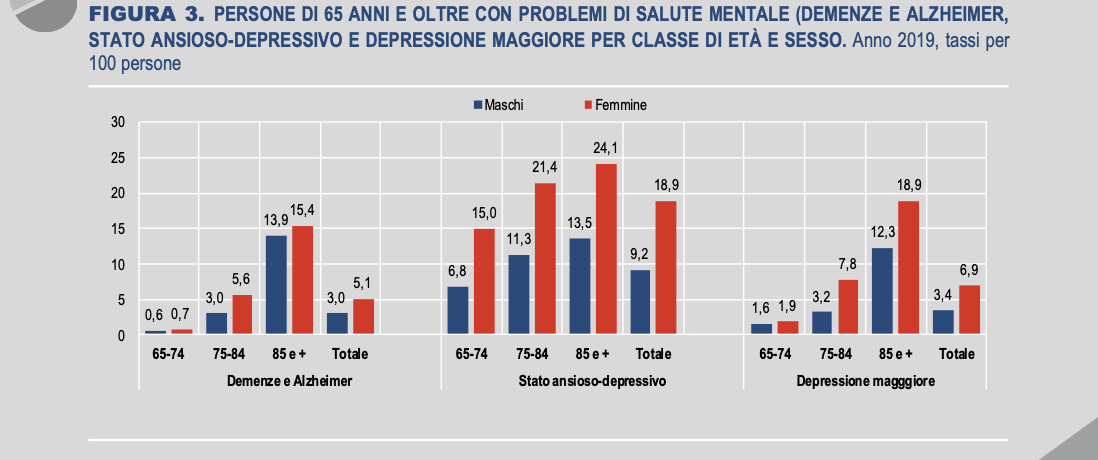 FIGURA 3. PERSONE DI 65 ANNI E OLTRE CON PROBLEMI DI SALUTE MENTALE (DEMENZE E ALZHEIMER,
STATO ANSIOSO-DEPRESSIVO E DEPRESSIONE MAGGIORE PER CLASSE DI ETÀ E SESSO. Anno 2019, tassi per
100 persone
Maschi Femmine
30
25
20
15
10
5
0
0,6 0,7 3,0 5,6 13,9 15,4 3,0 5,1
6,8 15,0 11,3 21,4 13,5 24,1 9,2 18,9
1,6 1,9 3,2 7,8 12,3 18,9 3,4 6,9
65-74 75-84 85 e + Totale 65-74 75-84 85 e + Totale 65-74 75-84 85 e + Totale
Demenze e Alzheimer Stato ansioso-depressivo Depressione magggiore